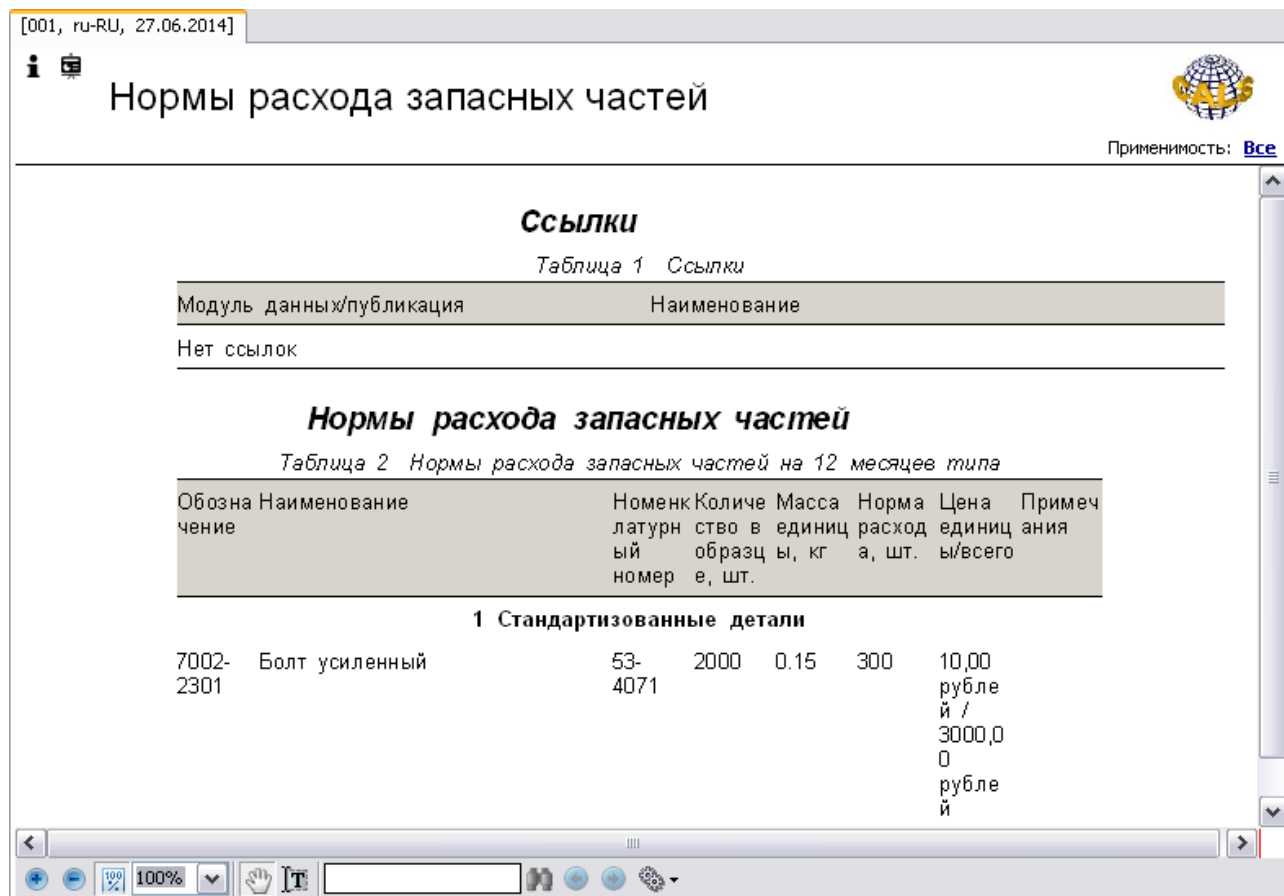 [001, ru-RU, 27.06.2014]
Нормы расхода запасных частей
CALS
Применимость: Все
Ссылки
Таблица 1 Ссылки
Модуль данных/публикация Наименование
Нет ссылок
Нормы расхода запасных частей
Таблица 2 Нормы расхода запасных частей на 12 месяцев типа
Обозна Наименование Номенк Количе Масса Норма Цена Примеч
чение латурн ство в единиц расход единиц ания
ый образц ы, кг а, шт. ы/всего
номер е, шт.
1 Стандартизованные детали
7002- Болт усиленный 53- 2000 0.15 300 10,00
2301 4071 рубле
й /
3000,0
0
рубле
й
100%